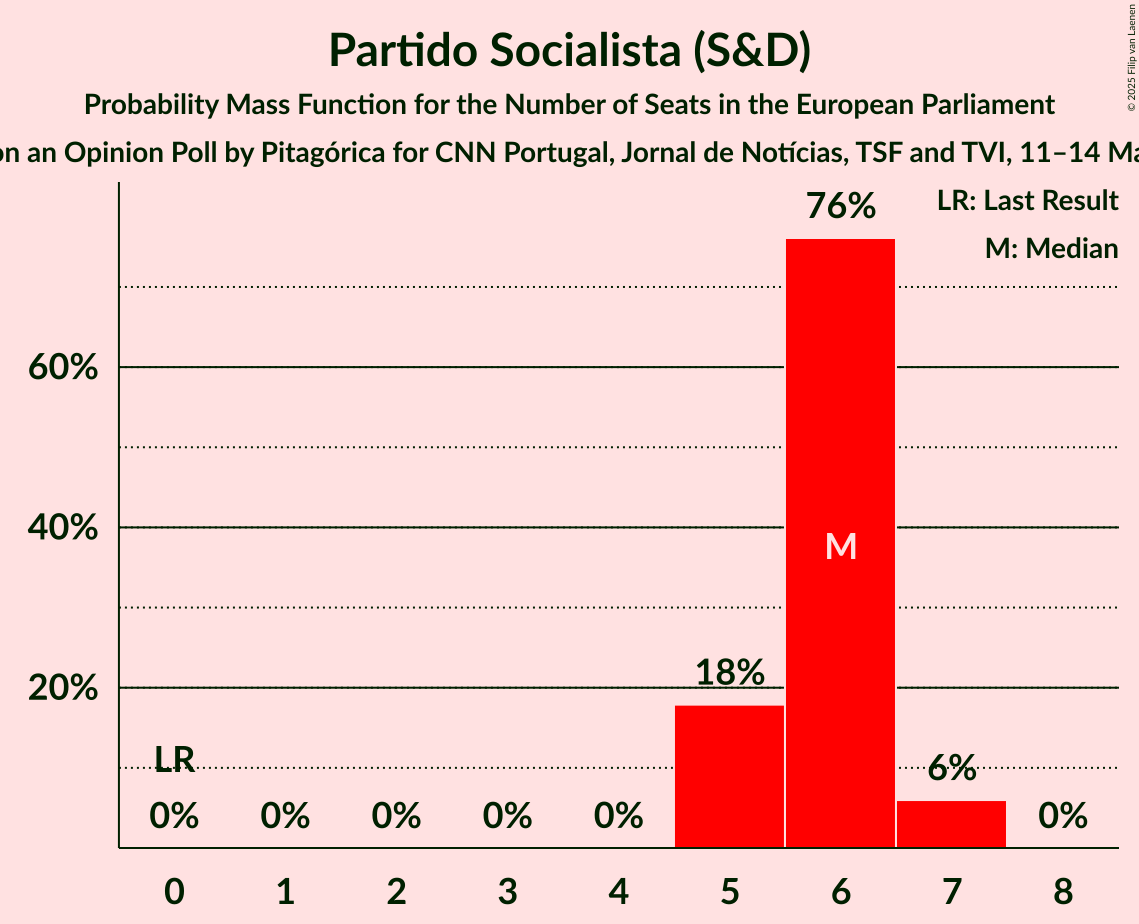 Partido Socialista (S&D)
Probability Mass Function for the Number of Seats in the European Parliament
on an Opinion Poll by Pitagórica for CNN Portugal, Jornal de Notícias, TSF and TVI, 11–14 Ma
© 2025 Filip van Laenen
LR: Last Result
M: Median
76%
60%
40%
M
18%
20%
LR
6%
0% 0% 0% 0% 0% 0%
0 1 2 3 4 5 6 7 8